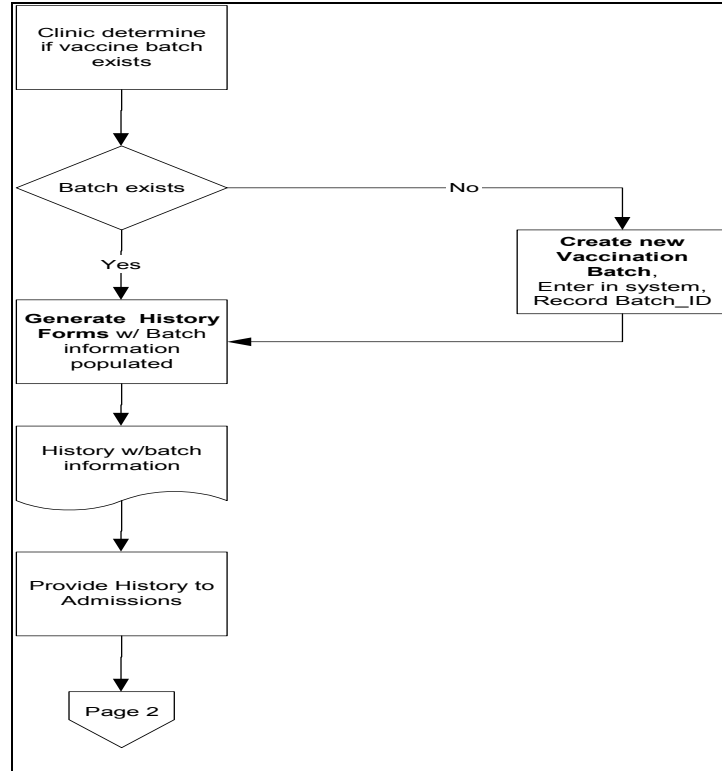 Clinic determine
if vaccine batch
exists
Batch exists
No
Yes
Create new
Vaccination
Batch,
Enter in system,
Record Batch_ID
Generate History
Forms w/ Batch
information
populated
History w/batch
information
Provide History to
Admissions
Page 2